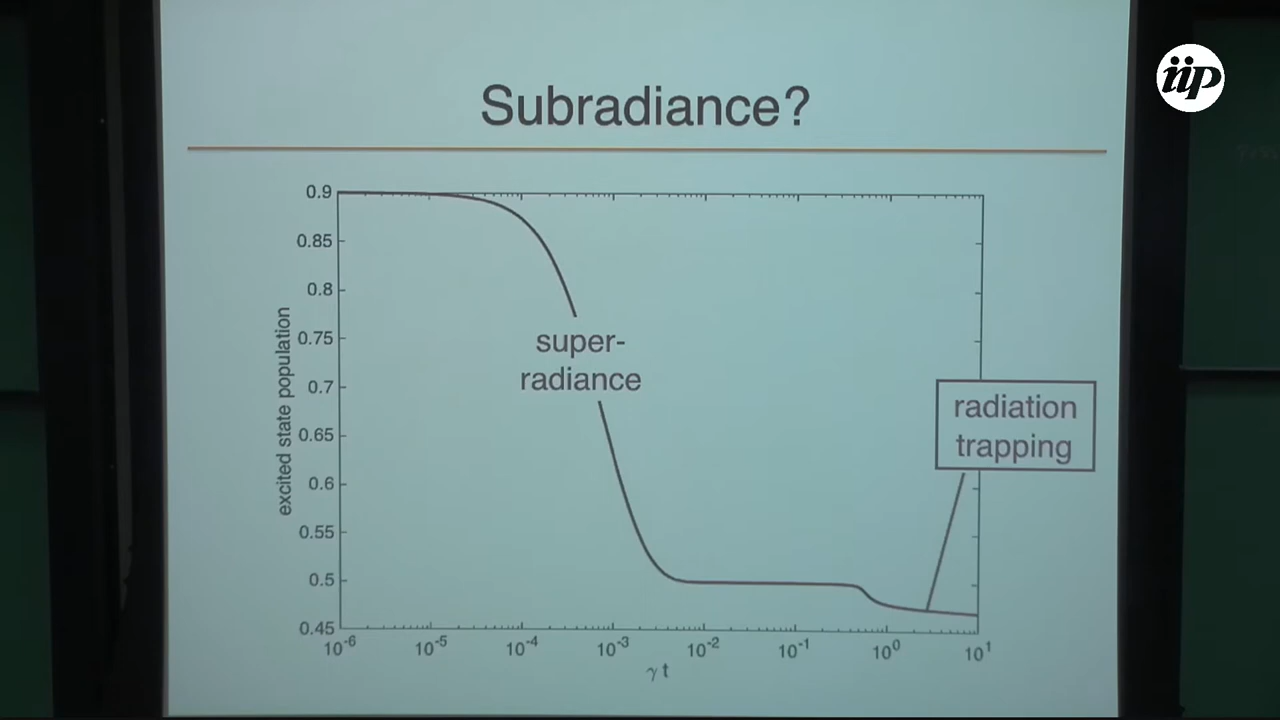 iip
Subradiance?
0.9
0.85
0.8
0.75
0.7
0.65
0.6
0.55
0.5
0.45
excited state population
super-
radiance
radiation
trapping
10^-6
10^-5
10^-4
10^-3
10^-2
10^-1
10^0
10^1
γ t